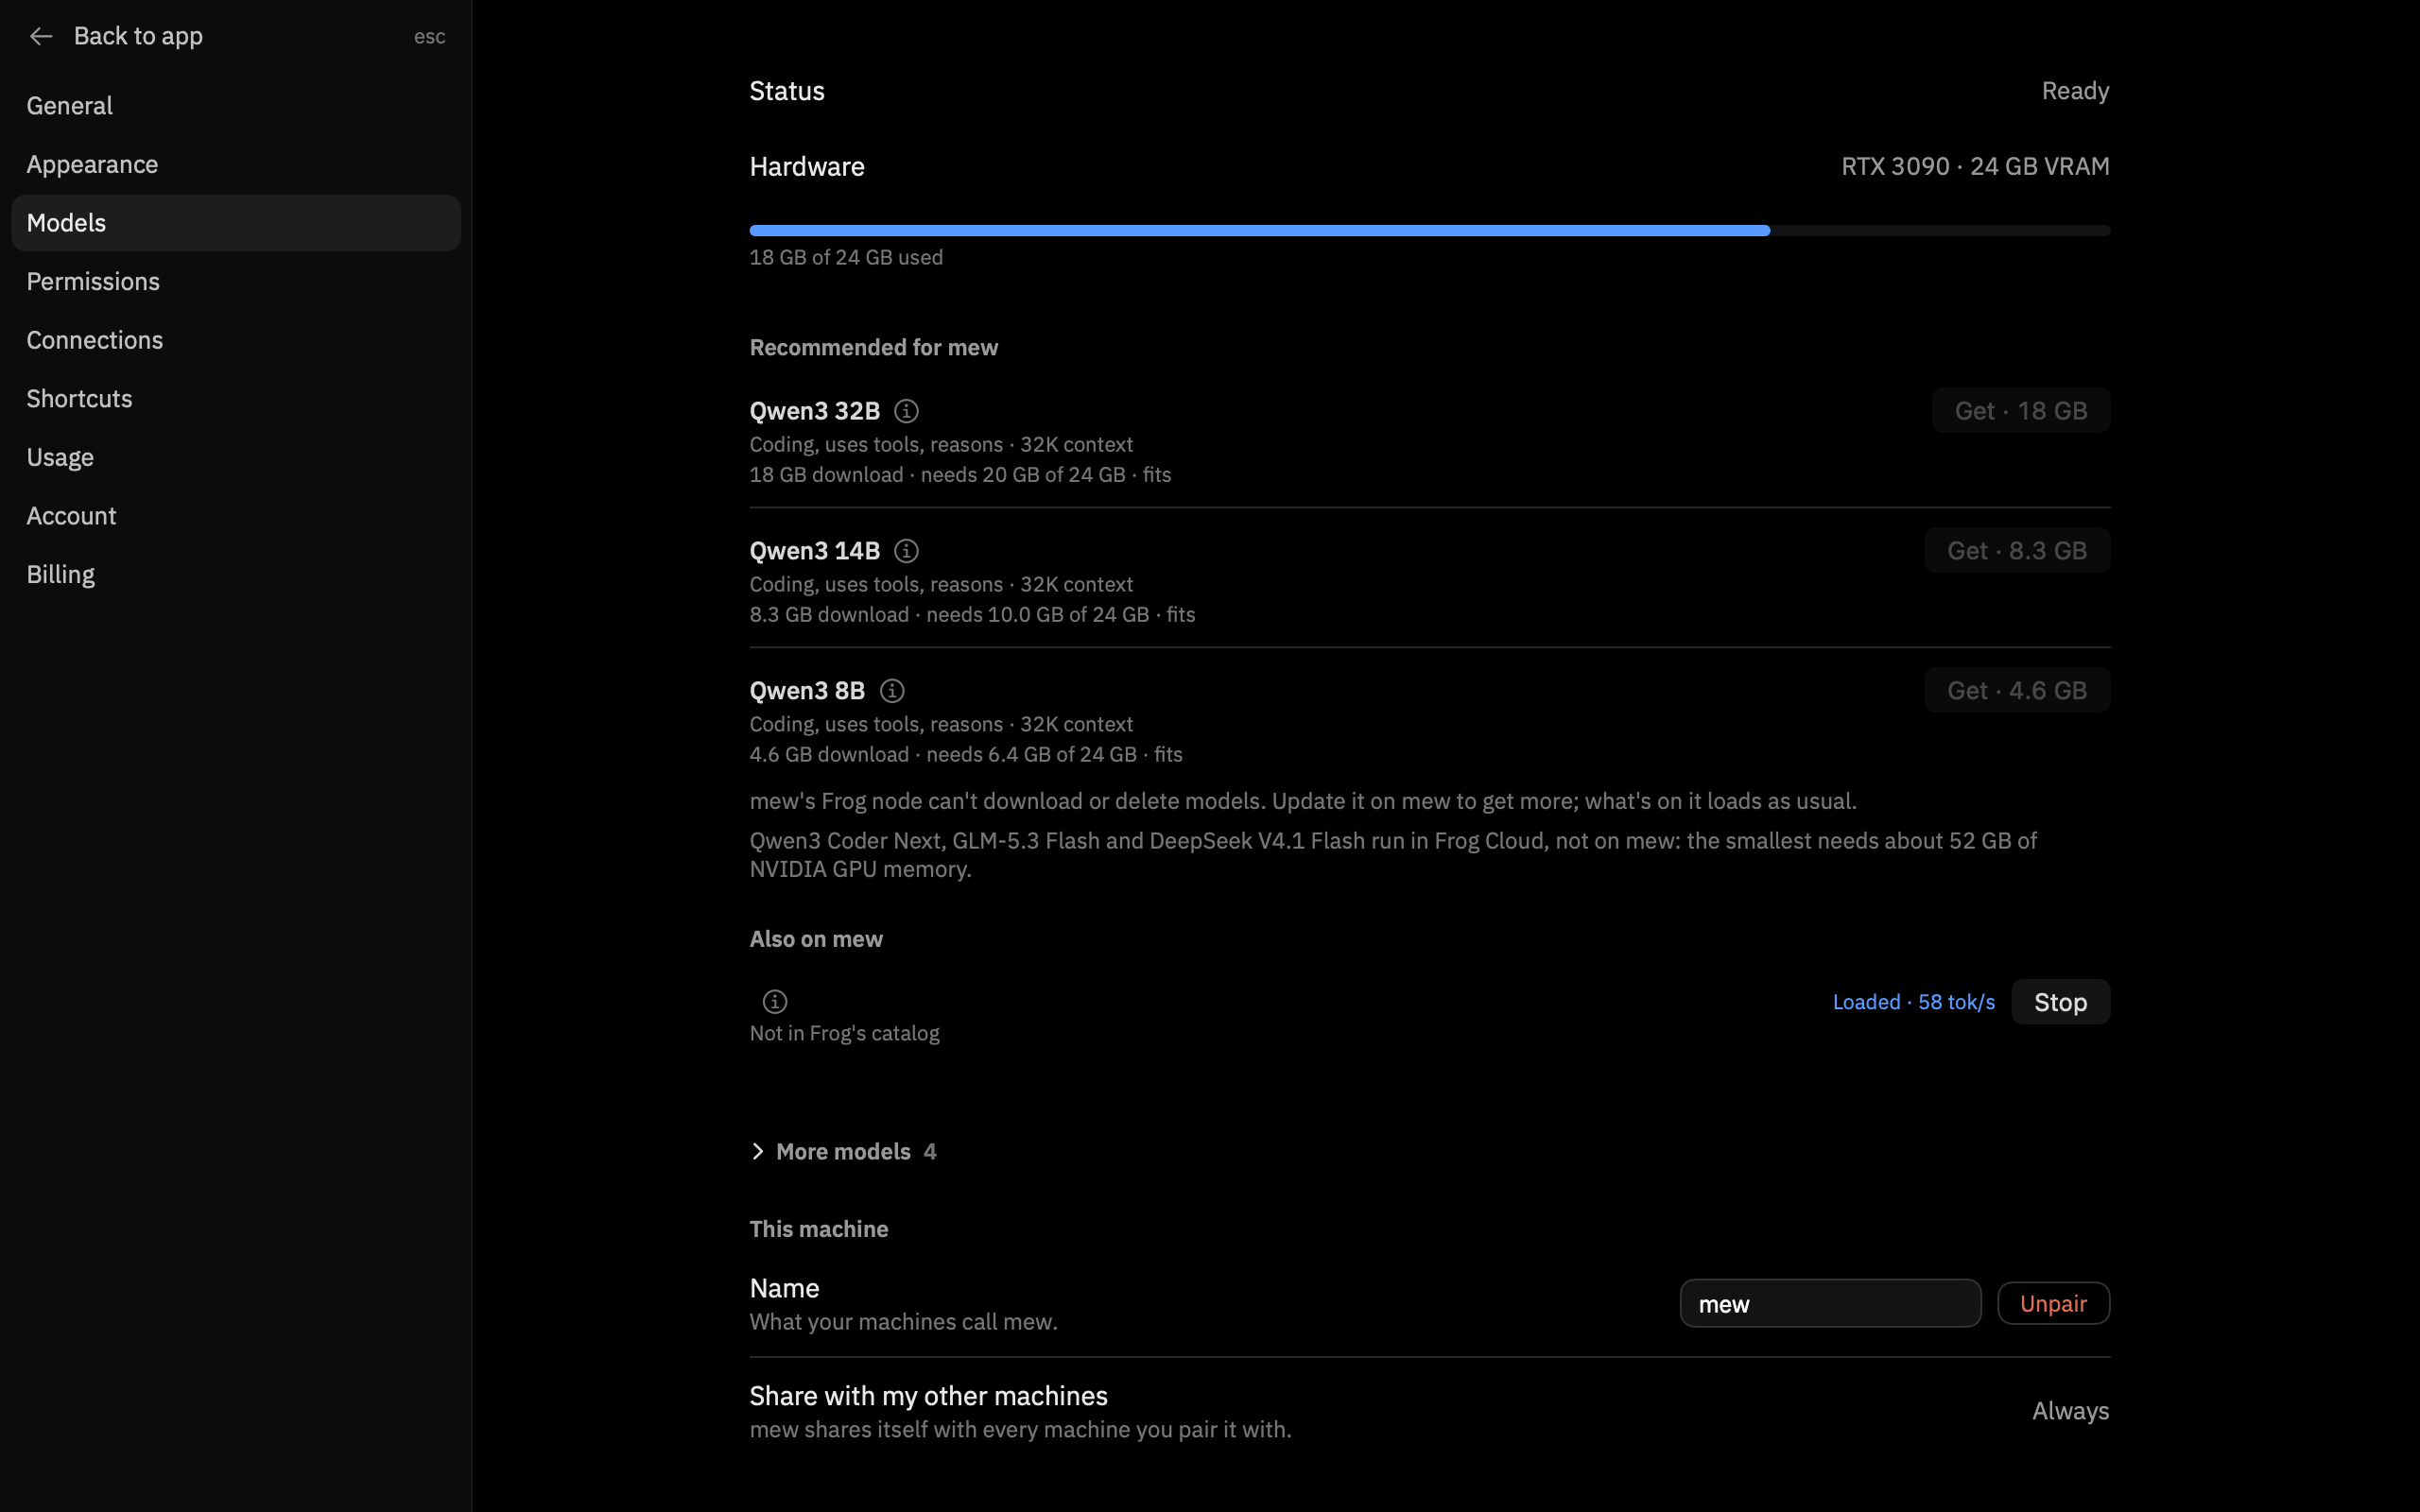 Back to app esc
General
Appearance
Models
Permissions
Connections
Shortcuts
Usage
Account
Billing
Status Ready
Hardware RTX 3090 · 24 GB VRAM
18 GB of 24 GB used
Recommended for mew
Qwen3 32B Get · 18 GB
Coding, uses tools, reasons · 32K context
18 GB download · needs 20 GB of 24 GB · fits
Qwen3 14B Get · 8.3 GB
Coding, uses tools, reasons · 32K context
8.3 GB download · needs 10.0 GB of 24 GB · fits
Qwen3 8B Get · 4.6 GB
Coding, uses tools, reasons · 32K context
4.6 GB download · needs 6.4 GB of 24 GB · fits
mew's Frog node can't download or delete models. Update it on mew to get more; what's on it loads as usual.
Qwen3 Coder Next, GLM-5.3 Flash and DeepSeek V4.1 Flash run in Frog Cloud, not on mew: the smallest needs about 52 GB of
NVIDIA GPU memory.
Also on mew
Loaded · 58 tok/s Stop
Not in Frog's catalog
More models 4
This machine
Name mew Unpair
What your machines call mew.
Share with my other machines Always
mew shares itself with every machine you pair it with.